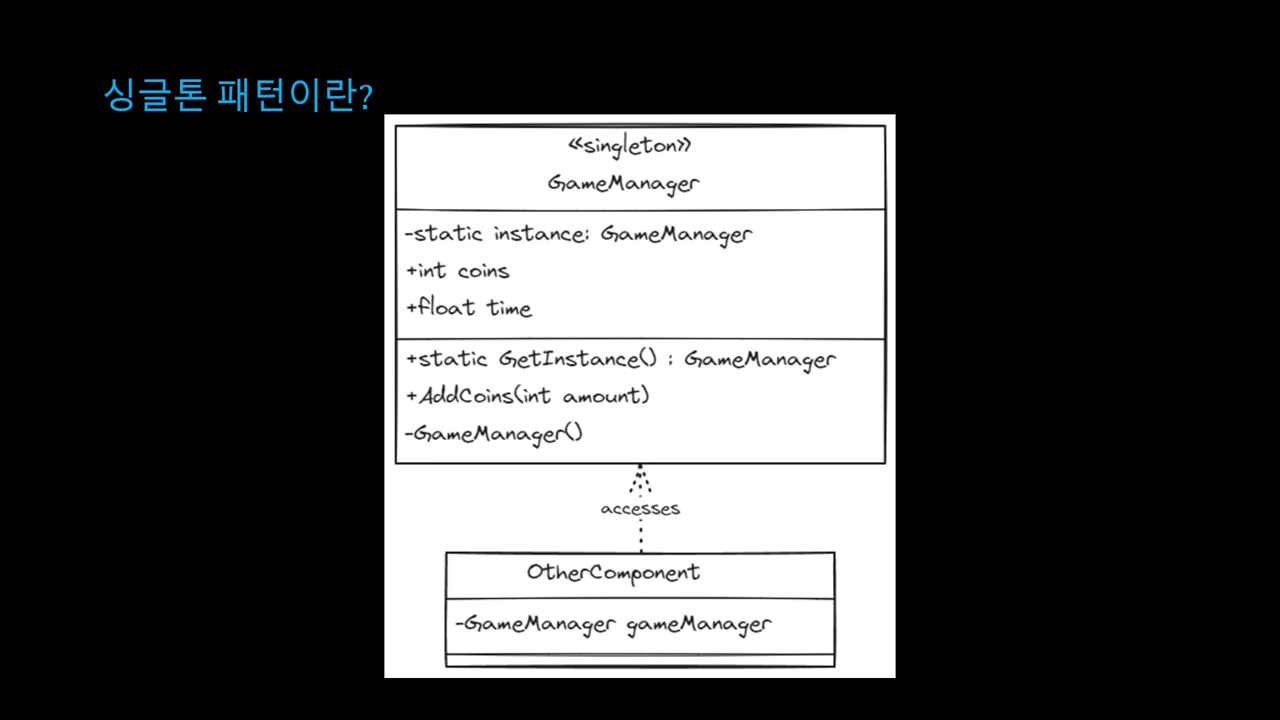 싱글톤 패턴이란?
«singleton»
GameManager
-static instance: GameManager
+int coins
+float time
+static GetInstance() : GameManager
+AddCoins(int amount)
-GameManager()
accesses
OtherComponent
-GameManager gameManager